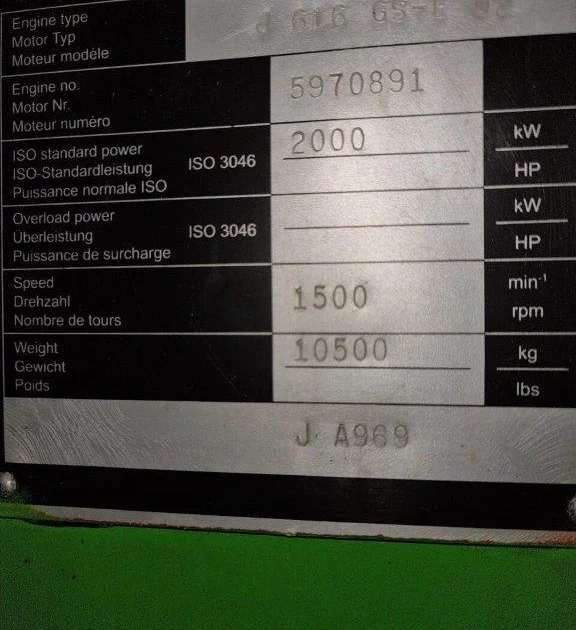 Engine type
Motor Typ
Moteur modèle
J 616 GS-E
Engine no.
Motor Nr.
Moteur numéro
5970891
ISO standard power
ISO-Standardleistung
Puissance normale ISO
ISO 3046
2000
kW
HP
Overload power
Überleistung
Puissance de surcharge
ISO 3046
kW
HP
Speed
Drehzahl
Nombre de tours
1500
min⁻¹
rpm
Weight
Gewicht
Poids
10500
kg
lbs
J A969